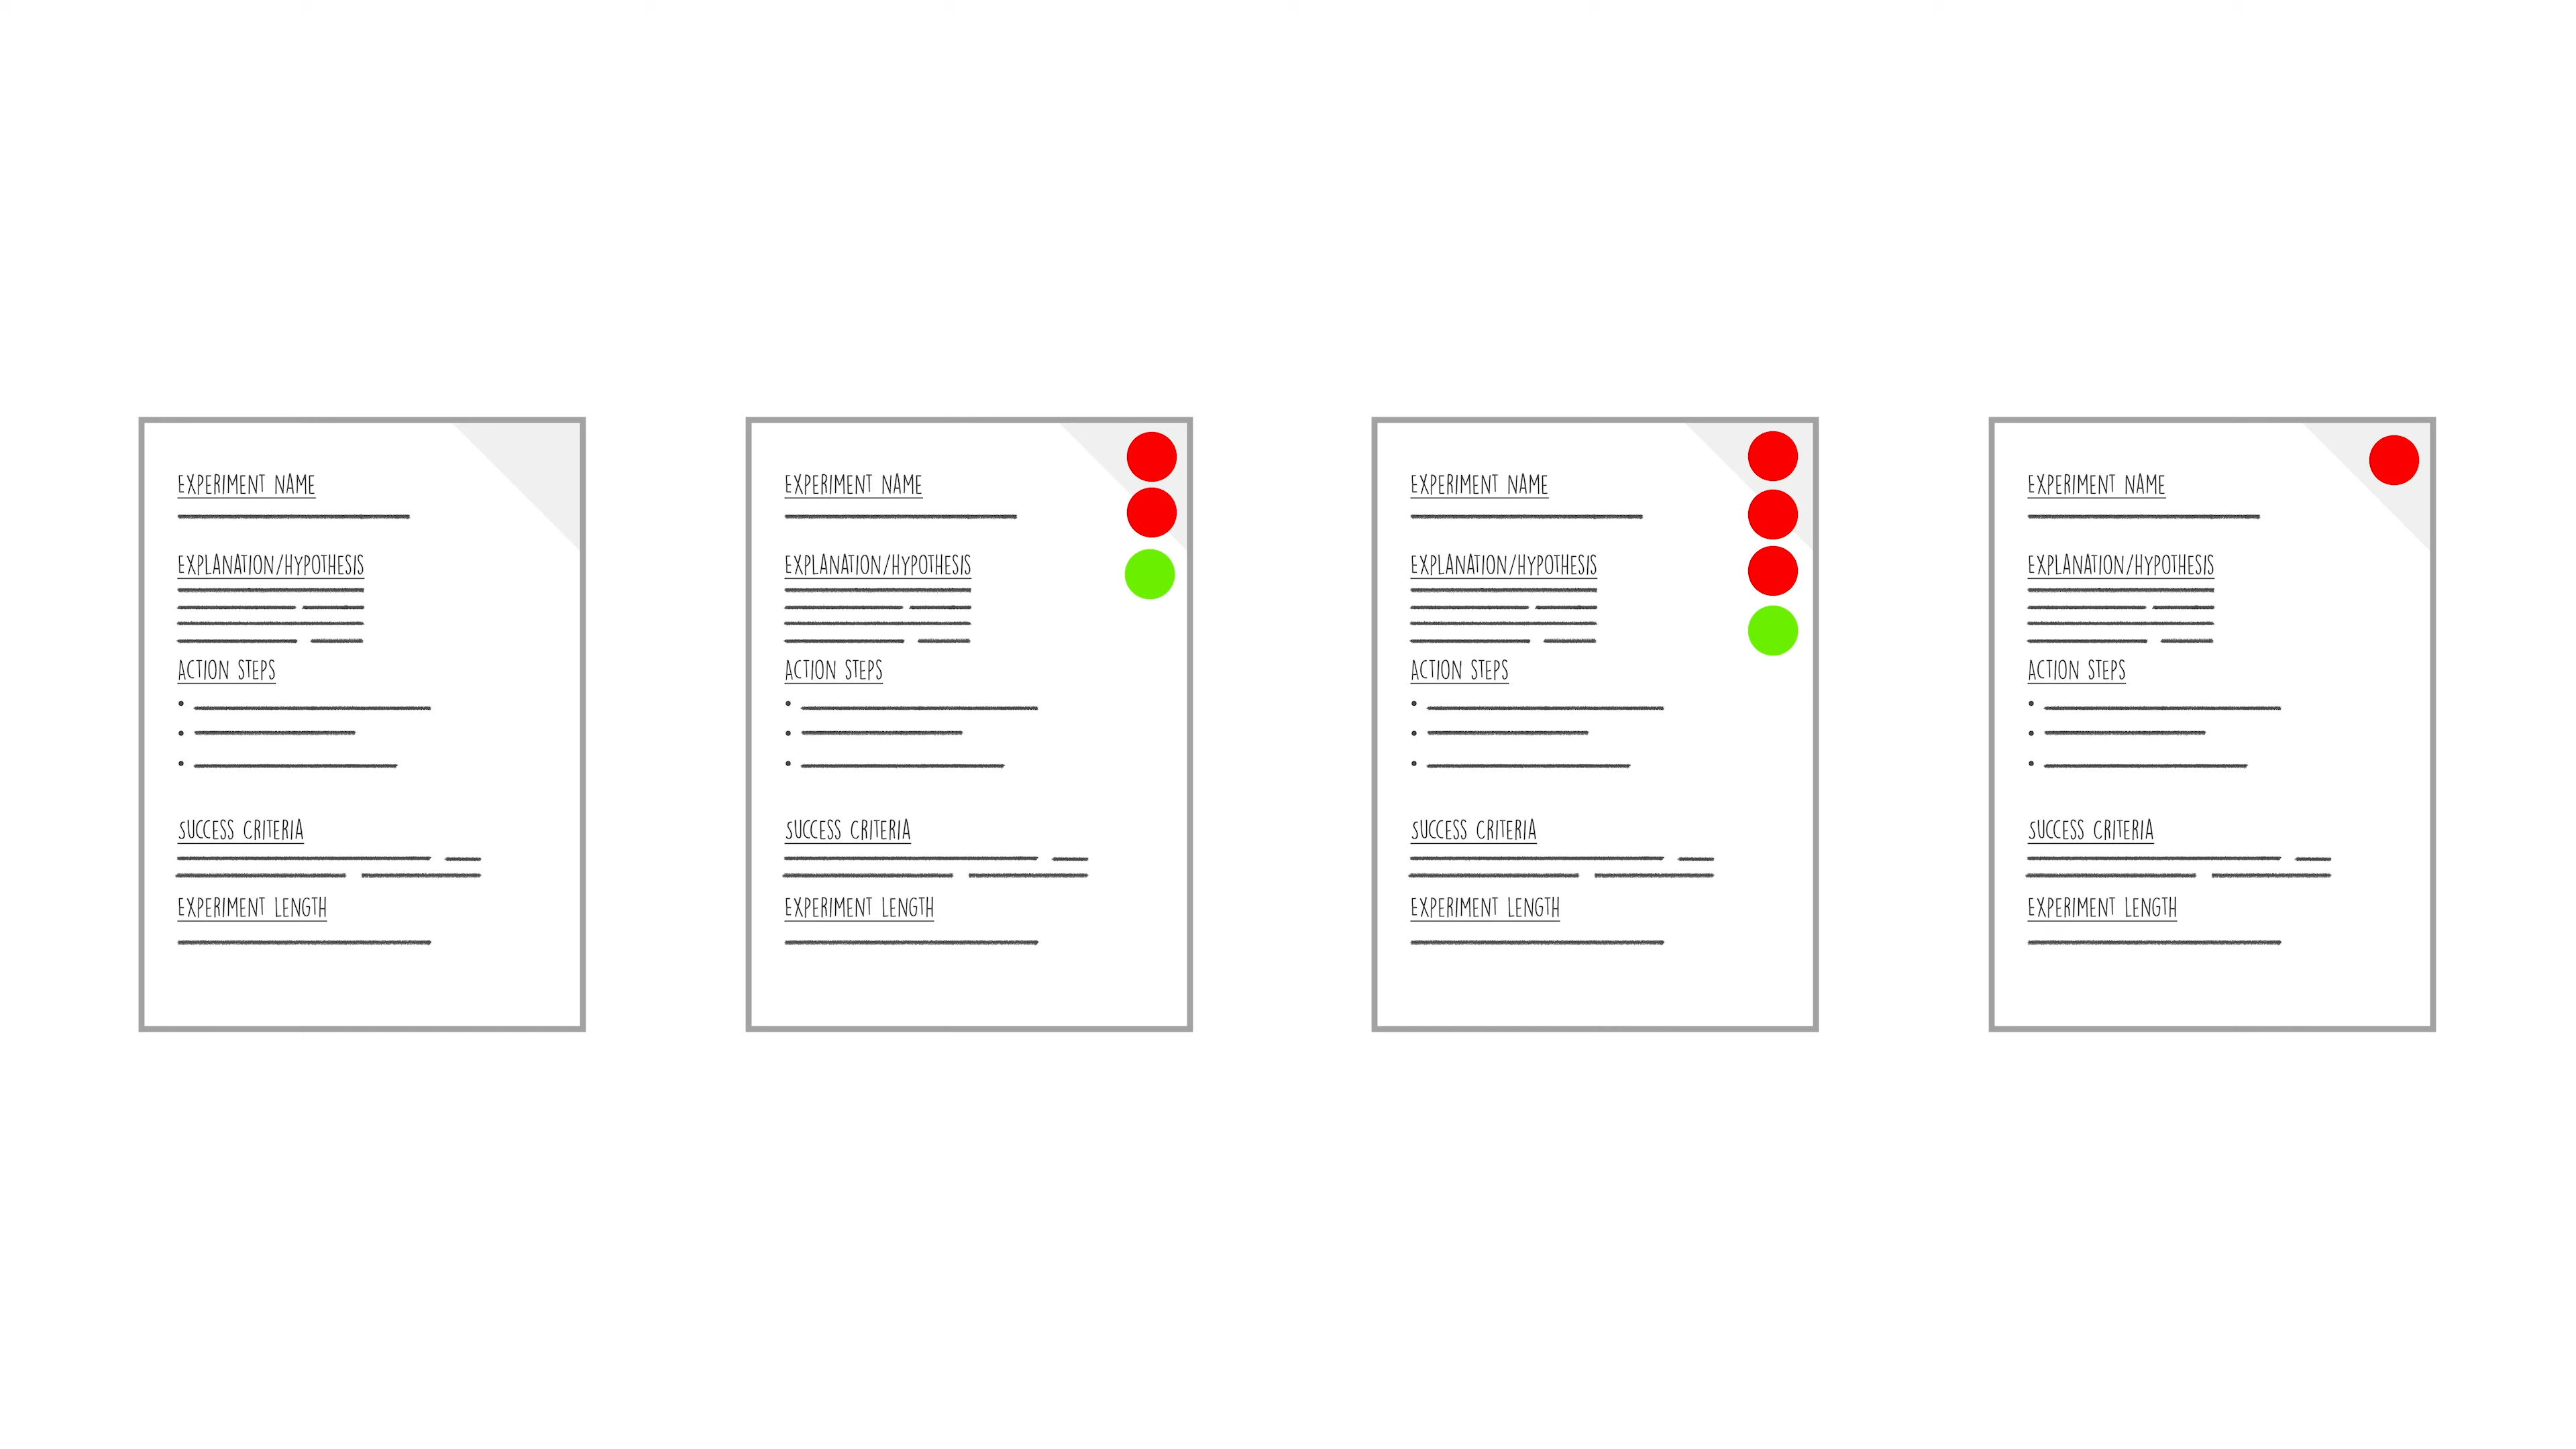 EXPERIMENT NAME
EXPLANATION/HYPOTHESIS
ACTION STEPS
SUCCESS CRITERIA
EXPERIMENT LENGTH
EXPERIMENT NAME
EXPLANATION/HYPOTHESIS
ACTION STEPS
SUCCESS CRITERIA
EXPERIMENT LENGTH
EXPERIMENT NAME
EXPLANATION/HYPOTHESIS
ACTION STEPS
SUCCESS CRITERIA
EXPERIMENT LENGTH
EXPERIMENT NAME
EXPLANATION/HYPOTHESIS
ACTION STEPS
SUCCESS CRITERIA
EXPERIMENT LENGTH